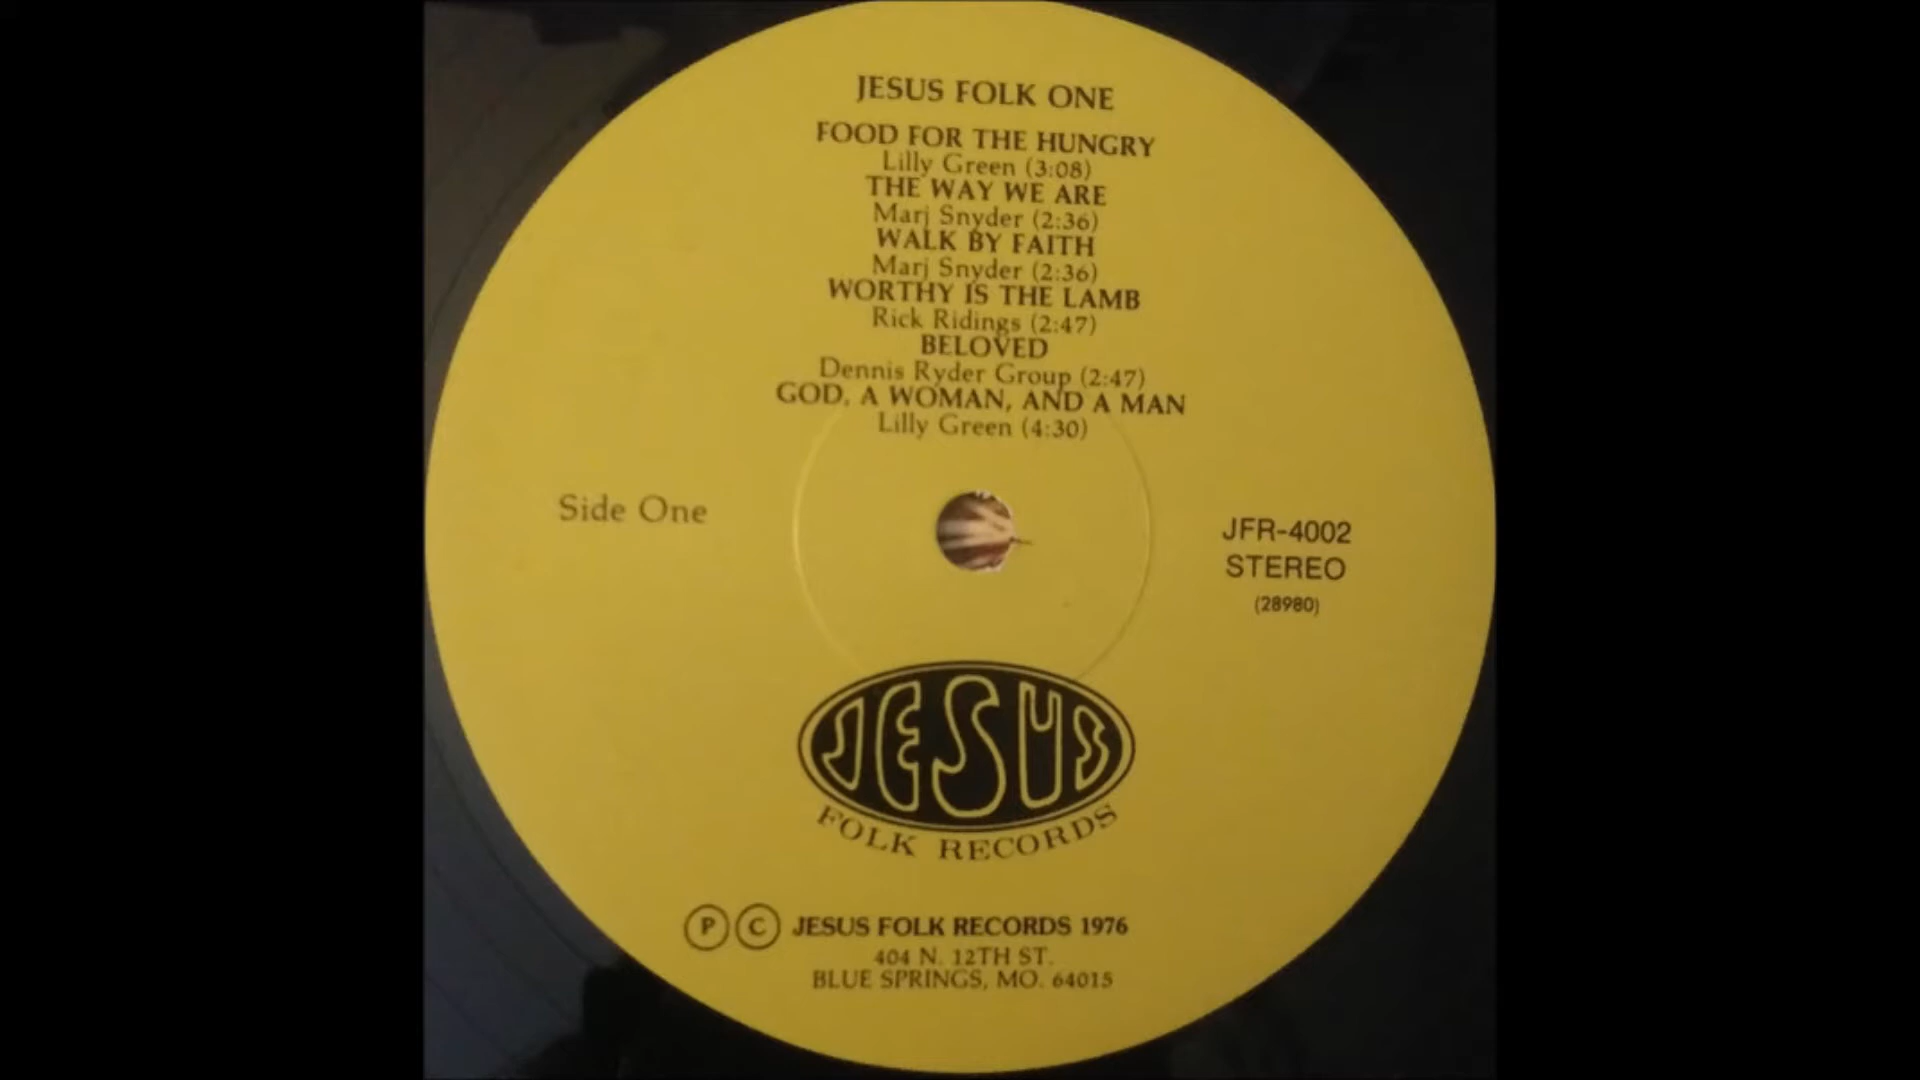 JESUS FOLK ONE
FOOD FOR THE HUNGRY
Lilly Green (3:08)
THE WAY WE ARE
Marj Snyder (2:36)
WALK BY FAITH
Marj Snyder (2:36)
WORTHY IS THE LAMB
Rick Ridings (2:47)
BELOVED
Dennis Ryder Group (2:47)
GOD, A WOMAN, AND A MAN
Lilly Green (4:30)
Side One
JFR-4002
STEREO
(28980)
JESUS
FOLK RECORDS
Ⓟ Ⓒ JESUS FOLK RECORDS 1976
404 N. 12TH ST.
BLUE SPRINGS, MO. 64015